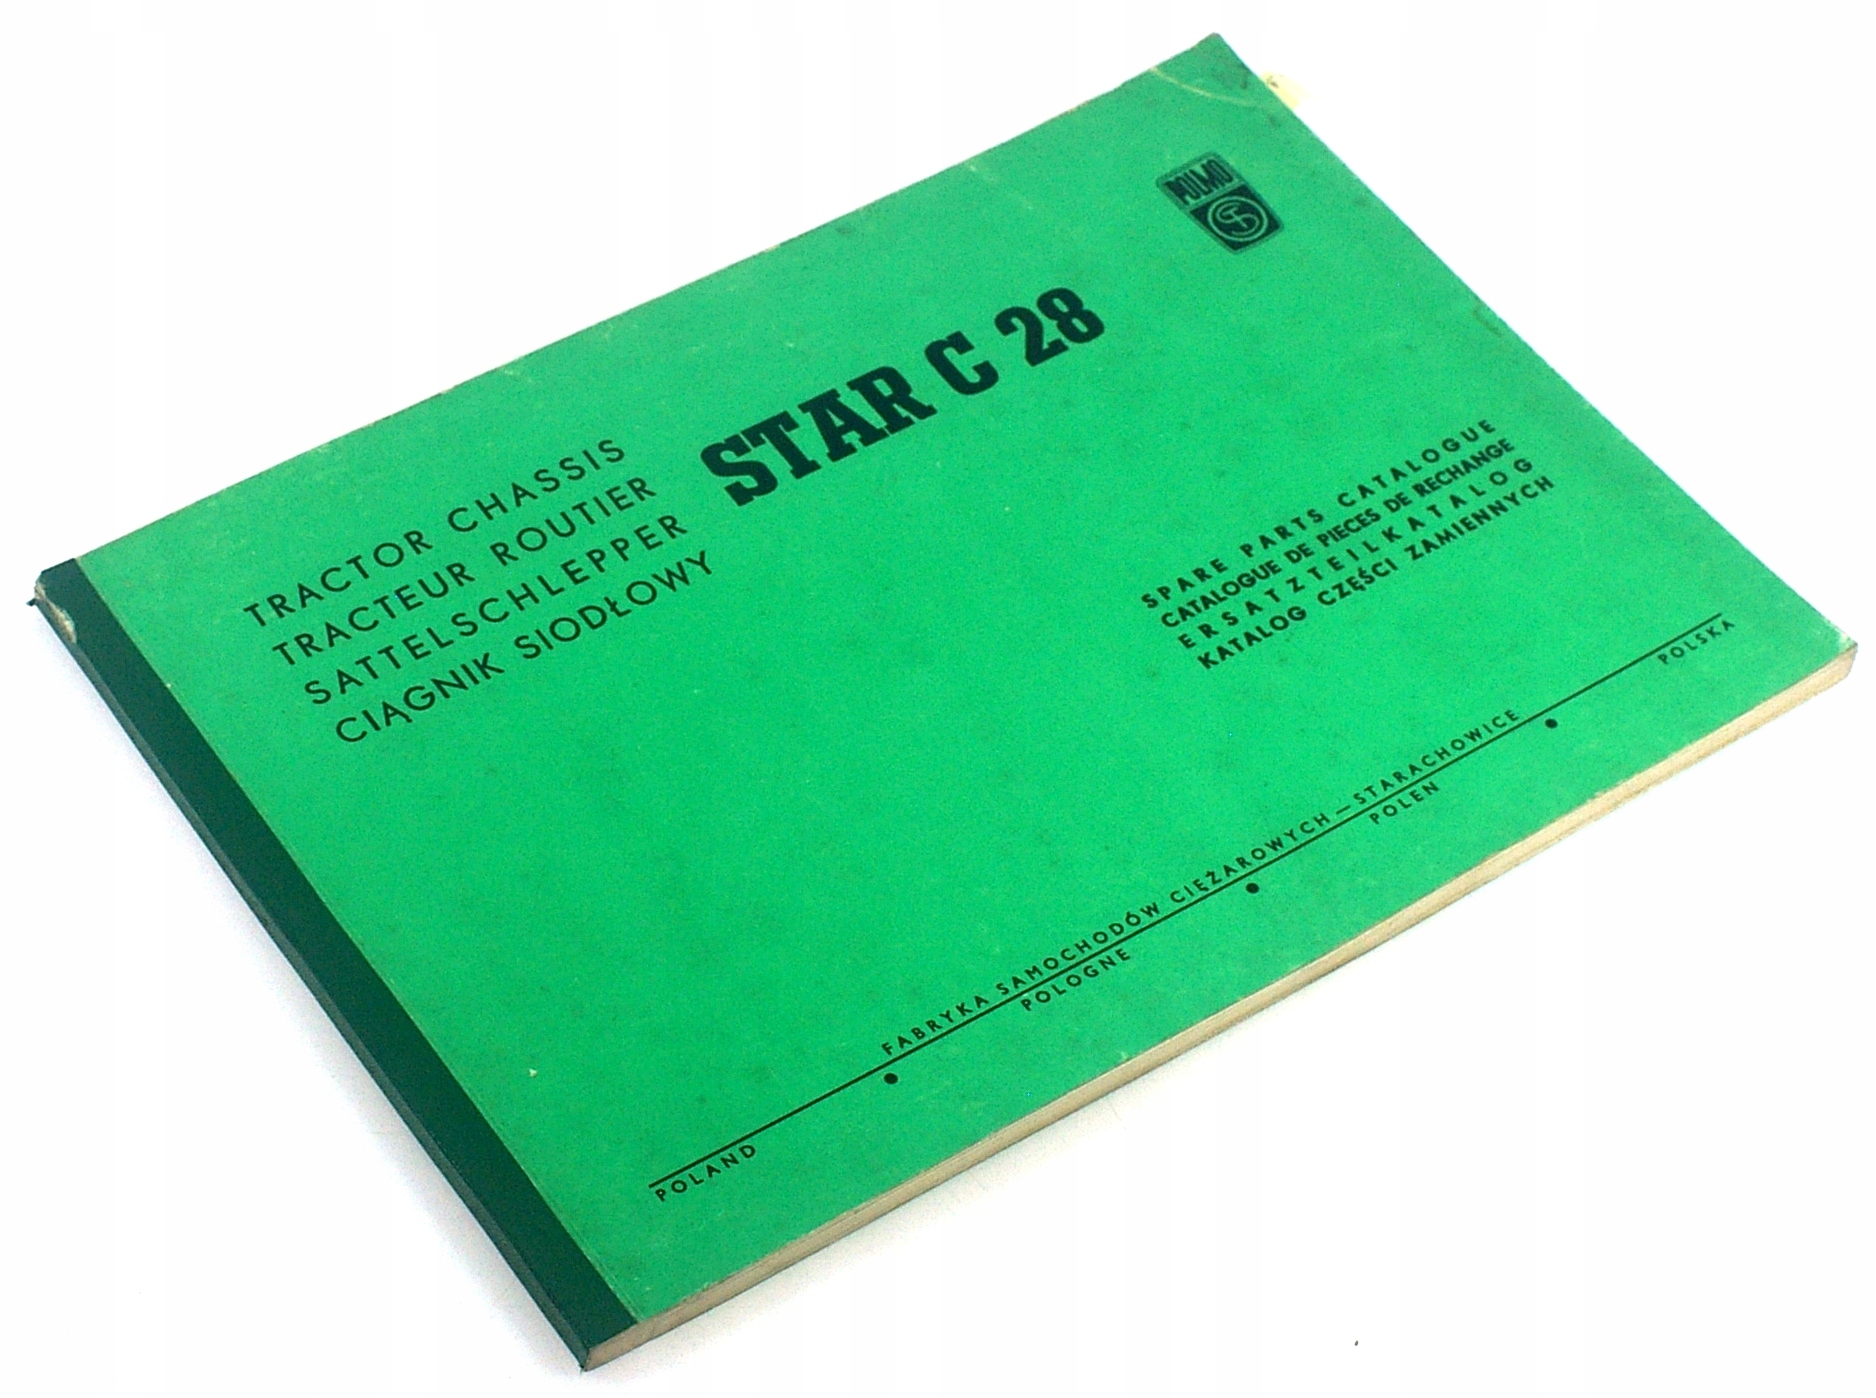 POLMO
TRACTOR CHASSIS
TRACTEUR ROUTIER
SATTELSCHLEPPER
CIĄGNIK SIODŁOWY
STAR C 28
SPARE PARTS CATALOGUE
CATALOGUE DE PIECES DE RECHANGE
ERSATZTEILKATALOG
KATALOG CZĘŚCI ZAMIENNYCH
FABRYKA SAMOCHODÓW CIĘŻAROWYCH — STARACHOWICE
POLAND • POLOGNE • POLEN • POLSKA